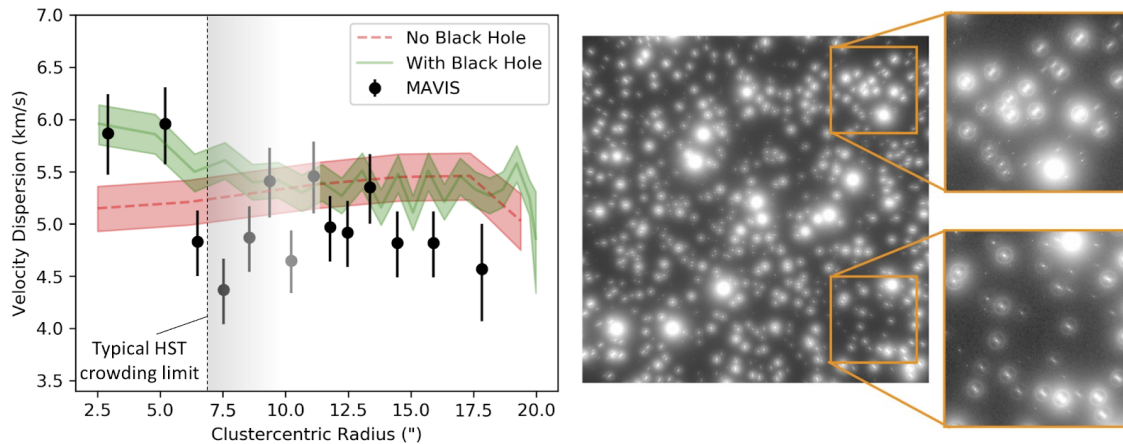 7.0
6.5
6.0
5.5
5.0
4.5
4.0
3.5
Velocity Dispersion (km/s)
No Black Hole
With Black Hole
MAVIS
Typical HST
crowding limit
2.5 5.0 7.5 10.0 12.5 15.0 17.5 20.0
Clustercentric Radius (")